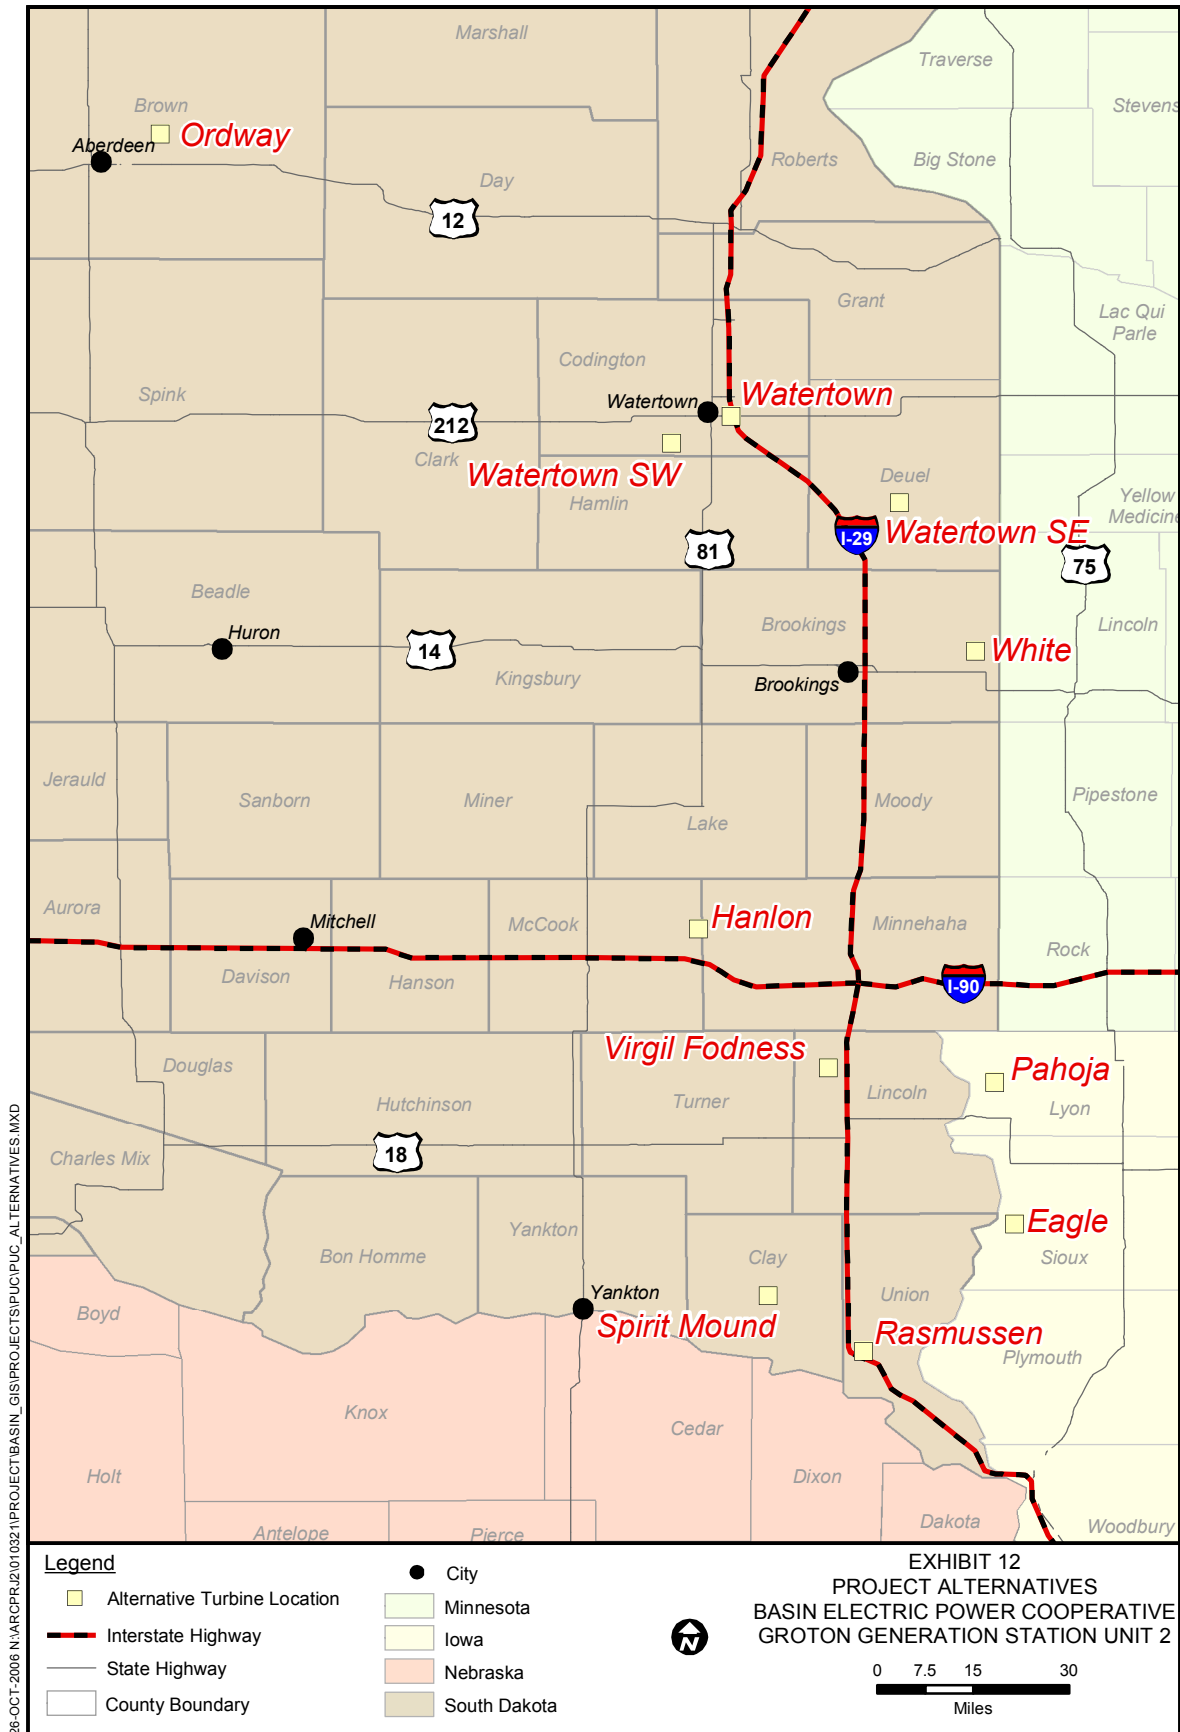 Marshall
Traverse
Stevens
Brown
Ordway
Aberdeen
Roberts
Big Stone
Day
12
Grant
Lac Qui
Parle
Codington
Spink
Watertown
Watertown
212
Clark
Watertown SW
Hamlin
Deuel
Yellow
Medicine
I-29
Watertown SE
81
75
Beadle
Huron
14
Brookings
Lincoln
White
Kingsbury
Brookings
Jerauld
Sanborn
Miner
Lake
Moody
Pipestone
Aurora
Mitchell
McCook
Hanlon
Minnehaha
Rock
Davison
Hanson
I-90
Virgil Fodness
Douglas
Pahoja
Hutchinson
Turner
Lincoln
Lyon
Charles Mix
18
Eagle
Yankton
Bon Homme
Clay
Sioux
Union
Yankton
Boyd
Spirit Mound
Rasmussen
Plymouth
Knox
Cedar
Holt
Dixon
Antelope
Pierce
Dakota
Woodbury
26-OCT-2006 N:\ARCPRJ2\010321\PROJECT\BASIN_GIS\PROJECTS\PUC\PUC_ALTERNATIVES.MXD
Legend
Alternative Turbine Location
Interstate Highway
State Highway
County Boundary
City
Minnesota
Iowa
Nebraska
South Dakota
N
EXHIBIT 12
PROJECT ALTERNATIVES
BASIN ELECTRIC POWER COOPERATIVE
GROTON GENERATION STATION UNIT 2
0 7.5 15 30
Miles